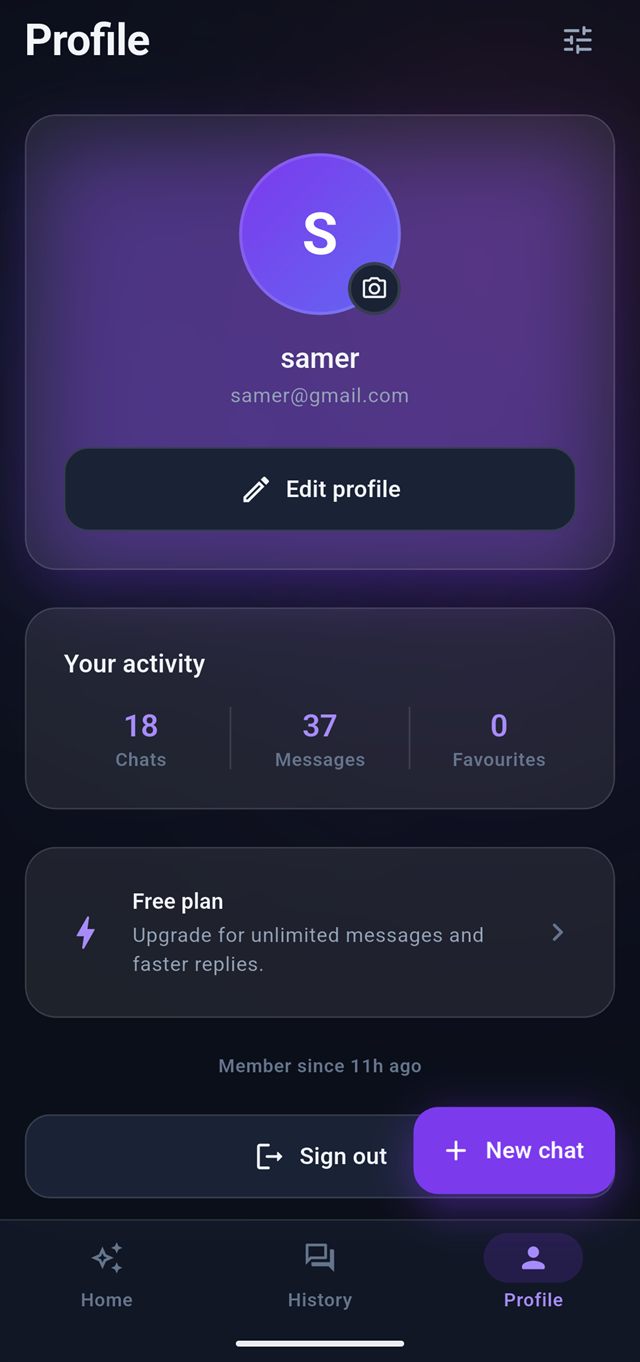 Profile
S
samer
samer@gmail.com
Edit profile
Your activity
18
37
0
Chats
Messages
Favourites
Free plan
Upgrade for unlimited messages and
faster replies.
Member since 11h ago
Sign out
New chat
Home
History
Profile